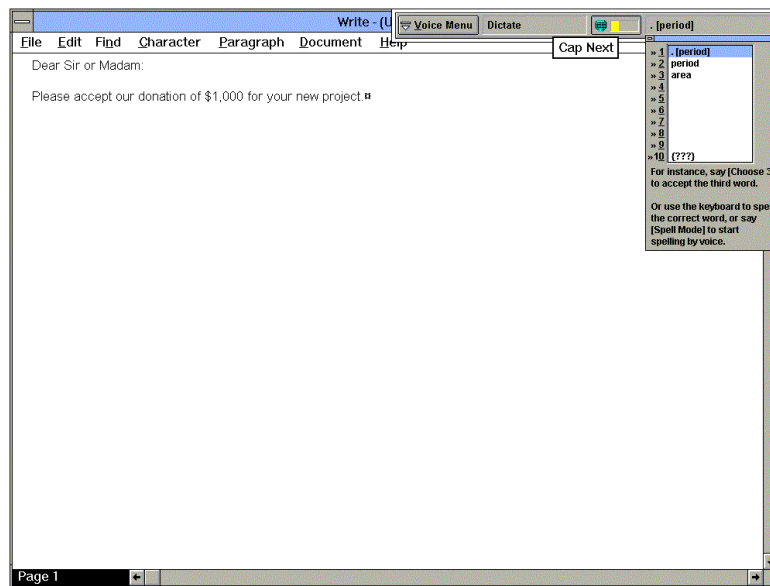 Write - (U
Voice Menu Dictate . [period]
File Edit Find Character Paragraph Document Help
Cap Next
Dear Sir or Madam:
Please accept our donation of $1,000 for your new project.¤
» 1 . [period]
» 2 period
» 3 area
» 4
» 5
» 6
» 7
» 8
» 9
»10 {???}
For instance, say [Choose 3
to accept the third word.
Or use the keyboard to spe
the correct word, or say
[Spell Mode] to start
spelling by voice.
Page 1